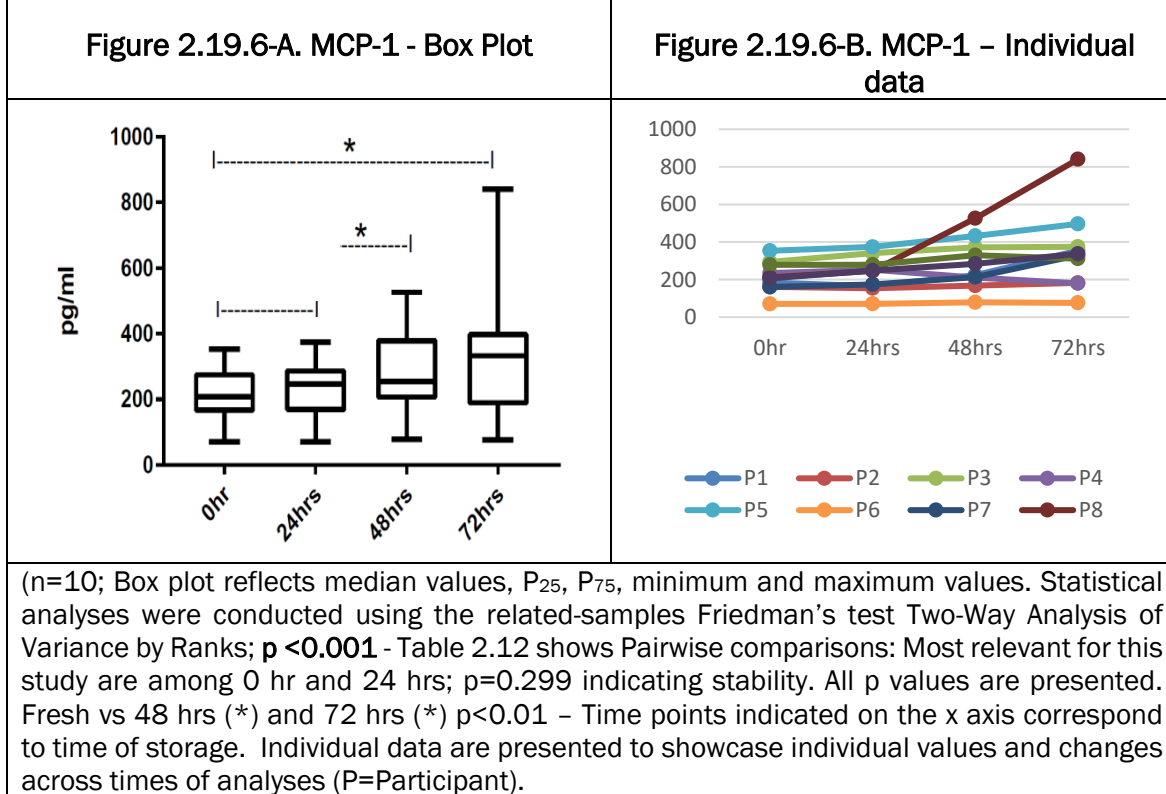 Figure 2.19.6-A. MCP-1 - Box Plot
Figure 2.19.6-B. MCP-1 – Individual
data
1000
800
600
400
200
0
pg/ml
*
*
0hr
24hrs
48hrs
72hrs
1000
800
600
400
200
0
0hr 24hrs 48hrs 72hrs
P1 P2 P3 P4
P5 P6 P7 P8
(n=10; Box plot reflects median values, P25, P75, minimum and maximum values. Statistical
analyses were conducted using the related-samples Friedman’s test Two-Way Analysis of
Variance by Ranks; p <0.001 - Table 2.12 shows Pairwise comparisons: Most relevant for this
study are among 0 hr and 24 hrs; p=0.299 indicating stability. All p values are presented.
Fresh vs 48 hrs (*) and 72 hrs (*) p<0.01 – Time points indicated on the x axis correspond
to time of storage. Individual data are presented to showcase individual values and changes
across times of analyses (P=Participant).